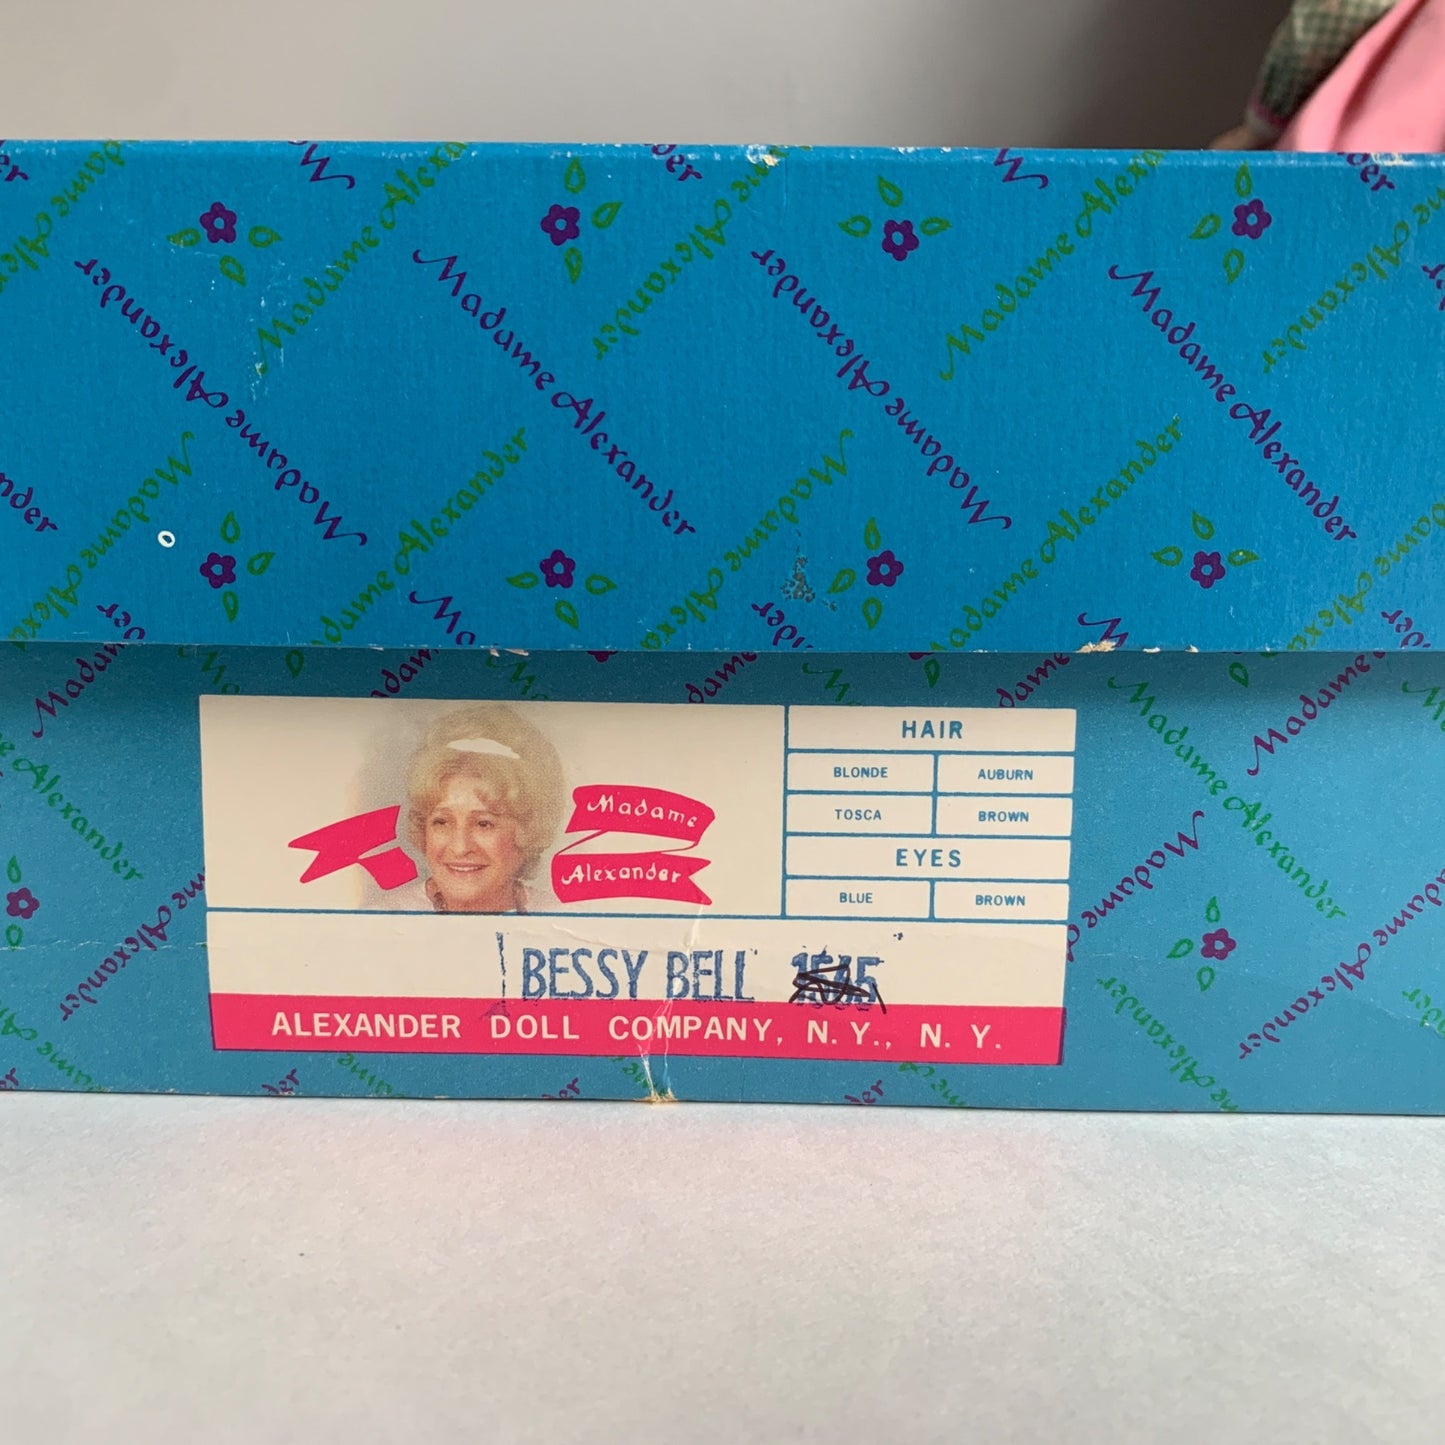 Madame Alexander
Madame
Alexander
HAIR
BLONDE AUBURN
TOSCA BROWN
EYES
BLUE BROWN
BESSY BELL
ALEXANDER DOLL COMPANY, N.Y., N.Y.